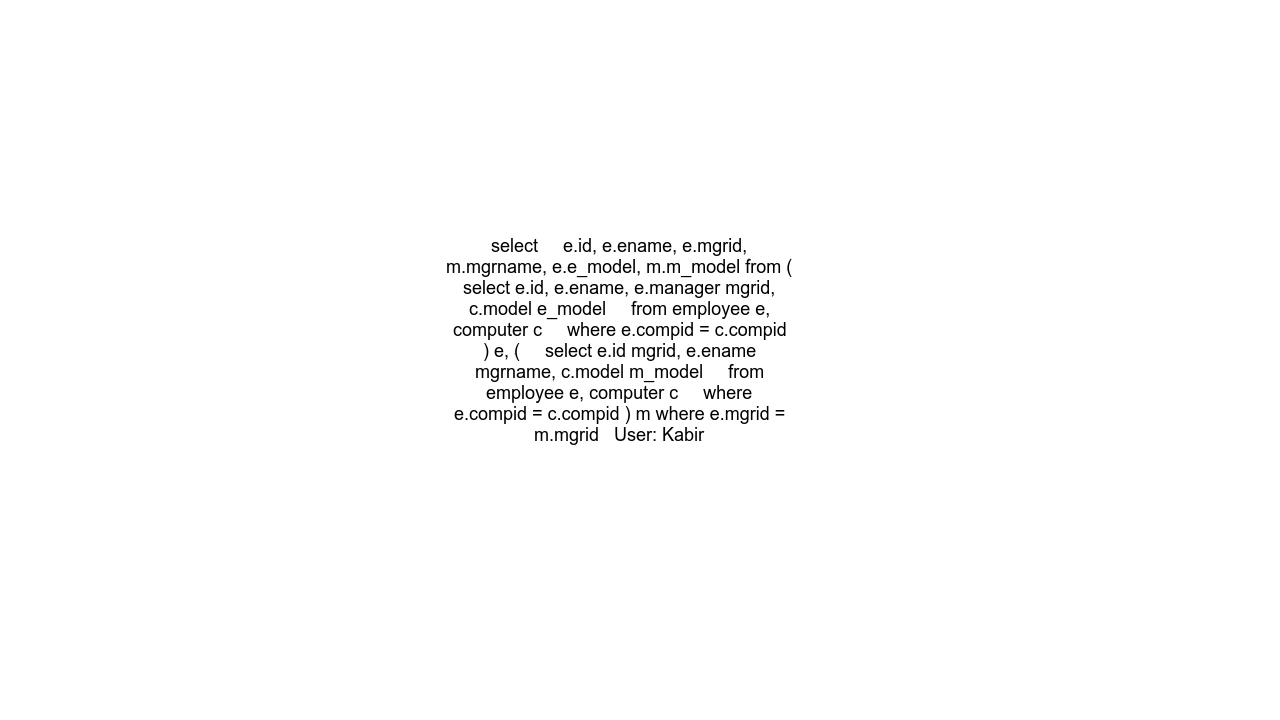 select     e.id, e.ename, e.mgrid,
m.mgrname, e.e_model, m.m_model from (
select e.id, e.ename, e.manager mgrid,
c.model e_model     from employee e,
computer c     where e.compid = c.compid
) e, (     select e.id mgrid, e.ename
mgrname, c.model m_model     from
employee e, computer c     where
e.compid = c.compid ) m where e.mgrid =
m.mgrid   User: Kabir